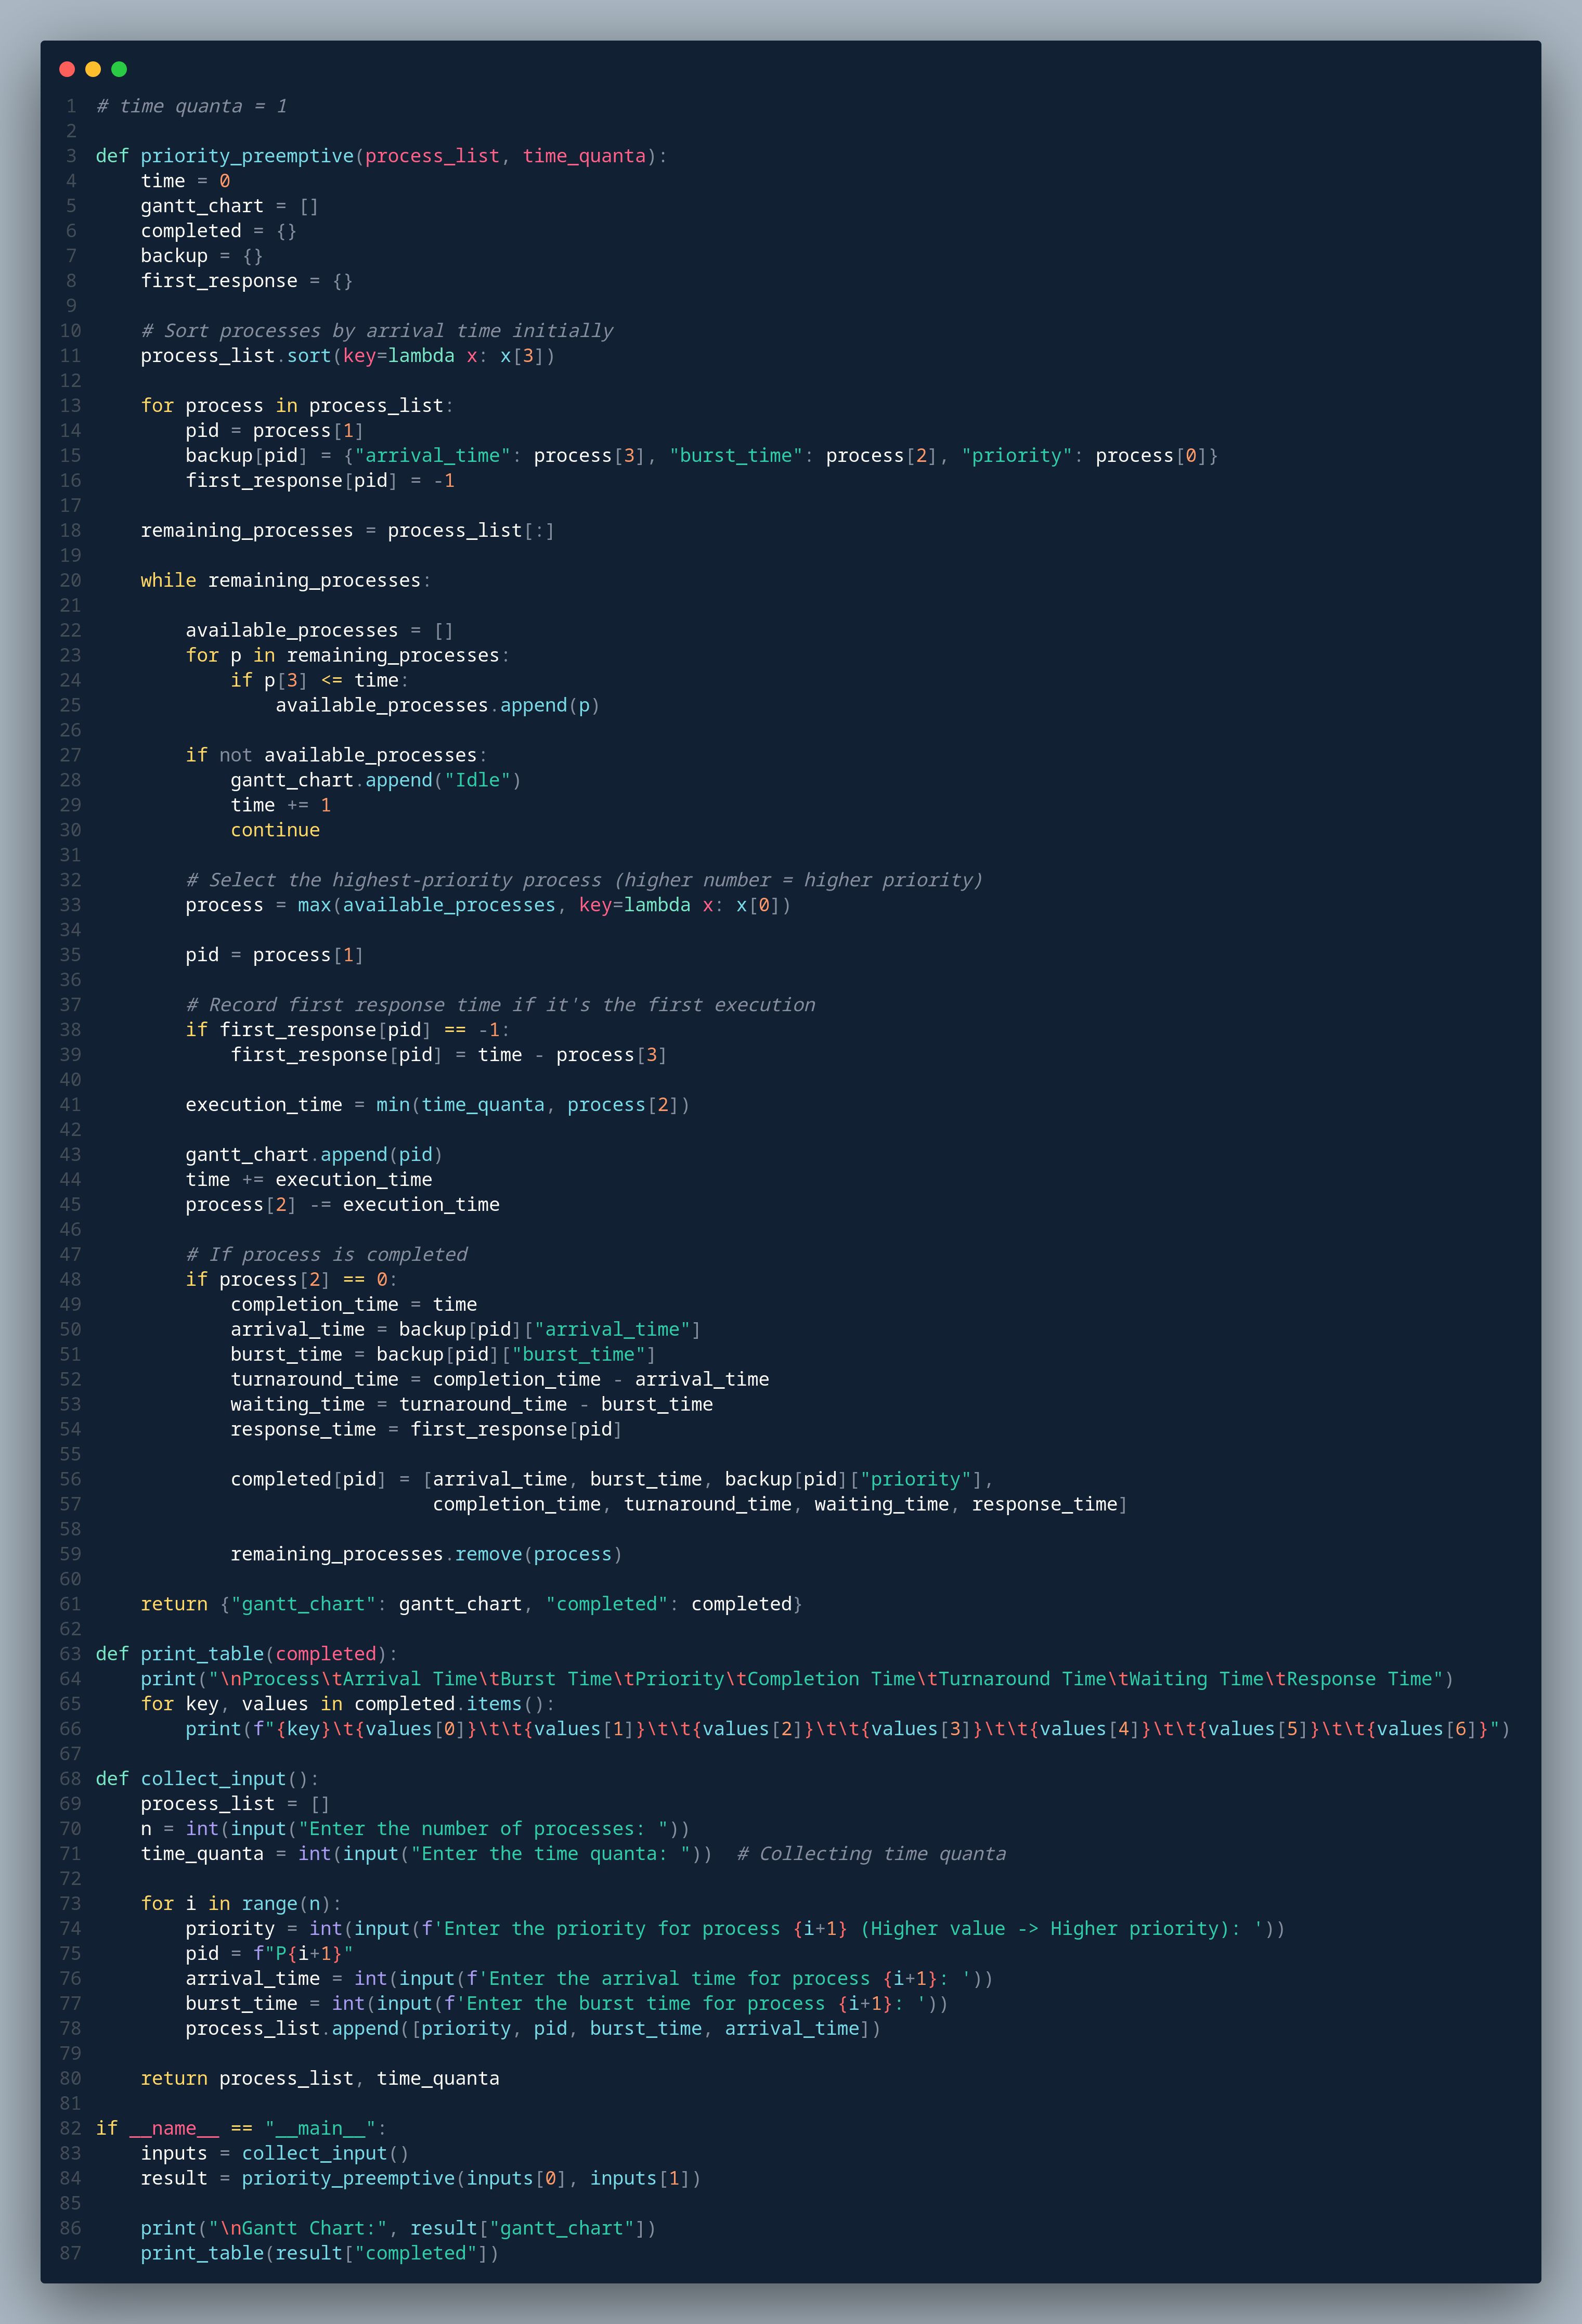 1 # time quanta = 1
2
3 def priority_preemptive(process_list, time_quanta):
4     time = 0
5     gantt_chart = []
6     completed = {}
7     backup = {}
8     first_response = {}
9
10     # Sort processes by arrival time initially
11     process_list.sort(key=lambda x: x[3])
12
13     for process in process_list:
14         pid = process[1]
15         backup[pid] = {"arrival_time": process[3], "burst_time": process[2], "priority": process[0]}
16         first_response[pid] = -1
17
18     remaining_processes = process_list[:]
19
20     while remaining_processes:
21
22         available_processes = []
23         for p in remaining_processes:
24             if p[3] <= time:
25                 available_processes.append(p)
26
27         if not available_processes:
28             gantt_chart.append("Idle")
29             time += 1
30             continue
31
32         # Select the highest-priority process (higher number = higher priority)
33         process = max(available_processes, key=lambda x: x[0])
34
35         pid = process[1]
36
37         # Record first response time if it's the first execution
38         if first_response[pid] == -1:
39             first_response[pid] = time - process[3]
40
41         execution_time = min(time_quanta, process[2])
42
43         gantt_chart.append(pid)
44         time += execution_time
45         process[2] -= execution_time
46
47         # If process is completed
48         if process[2] == 0:
49             completion_time = time
50             arrival_time = backup[pid]["arrival_time"]
51             burst_time = backup[pid]["burst_time"]
52             turnaround_time = completion_time - arrival_time
53             waiting_time = turnaround_time - burst_time
54             response_time = first_response[pid]
55
56             completed[pid] = [arrival_time, burst_time, backup[pid]["priority"],
57                               completion_time, turnaround_time, waiting_time, response_time]
58
59             remaining_processes.remove(process)
60
61     return {"gantt_chart": gantt_chart, "completed": completed}
62
63 def print_table(completed):
64     print("\nProcess\tArrival Time\tBurst Time\tPriority\tCompletion Time\tTurnaround Time\tWaiting Time\tResponse Time")
65     for key, values in completed.items():
66         print(f"{key}\t{values[0]}\t\t{values[1]}\t\t{values[2]}\t\t{values[3]}\t\t{values[4]}\t\t{values[5]}\t\t{values[6]}")
67
68 def collect_input():
69     process_list = []
70     n = int(input("Enter the number of processes: "))
71     time_quanta = int(input("Enter the time quanta: "))  # Collecting time quanta
72
73     for i in range(n):
74         priority = int(input(f'Enter the priority for process {i+1} (Higher value -> Higher priority): '))
75         pid = f"P{i+1}"
76         arrival_time = int(input(f'Enter the arrival time for process {i+1}: '))
77         burst_time = int(input(f'Enter the burst time for process {i+1}: '))
78         process_list.append([priority, pid, burst_time, arrival_time])
79
80     return process_list, time_quanta
81
82 if __name__ == "__main__":
83     inputs = collect_input()
84     result = priority_preemptive(inputs[0], inputs[1])
85
86     print("\nGantt Chart:", result["gantt_chart"])
87     print_table(result["completed"])